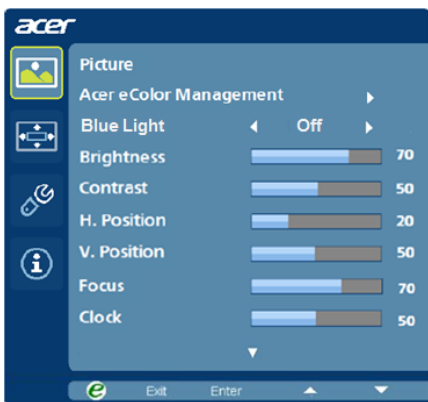 acer
Picture
Acer eColor Management
Blue Light Off
Brightness 70
Contrast 50
H. Position 20
V. Position 50
Focus 70
Clock 50
e Exit Enter